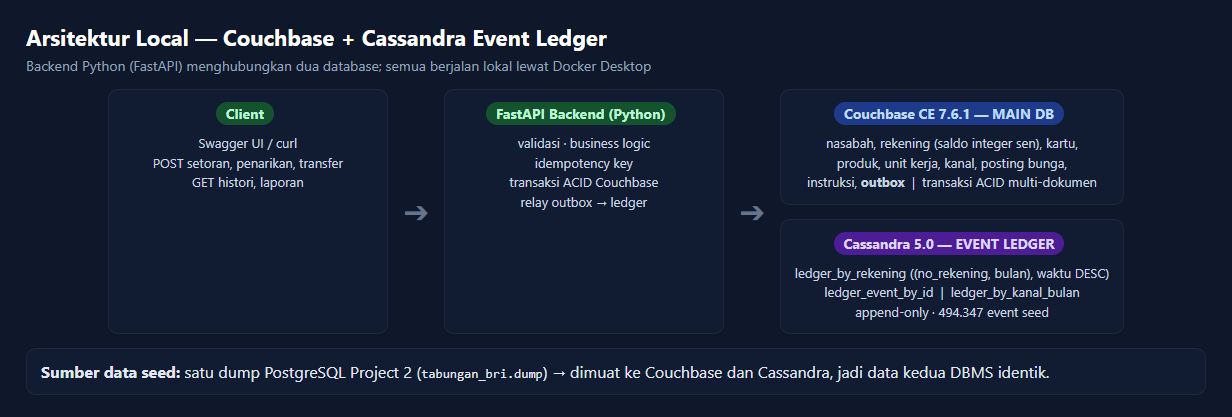 Arsitektur Local — Couchbase + Cassandra Event Ledger
Backend Python (FastAPI) menghubungkan dua database; semua berjalan lokal lewat Docker Desktop
Client
Swagger UI / curl
POST setoran, penarikan, transfer
GET histori, laporan
➔
FastAPI Backend (Python)
validasi · business logic
idempotency key
transaksi ACID Couchbase
relay outbox → ledger
➔
Couchbase CE 7.6.1 — MAIN DB
nasabah, rekening (saldo integer sen), kartu,
produk, unit kerja, kanal, posting bunga,
instruksi, outbox | transaksi ACID multi-dokumen
Cassandra 5.0 — EVENT LEDGER
ledger_by_rekening ((no_rekening, bulan), waktu DESC)
ledger_event_by_id | ledger_by_kanal_bulan
append-only · 494.347 event seed
Sumber data seed: satu dump PostgreSQL Project 2 (tabungan_bri.dump) → dimuat ke Couchbase dan Cassandra, jadi data kedua DBMS identik.